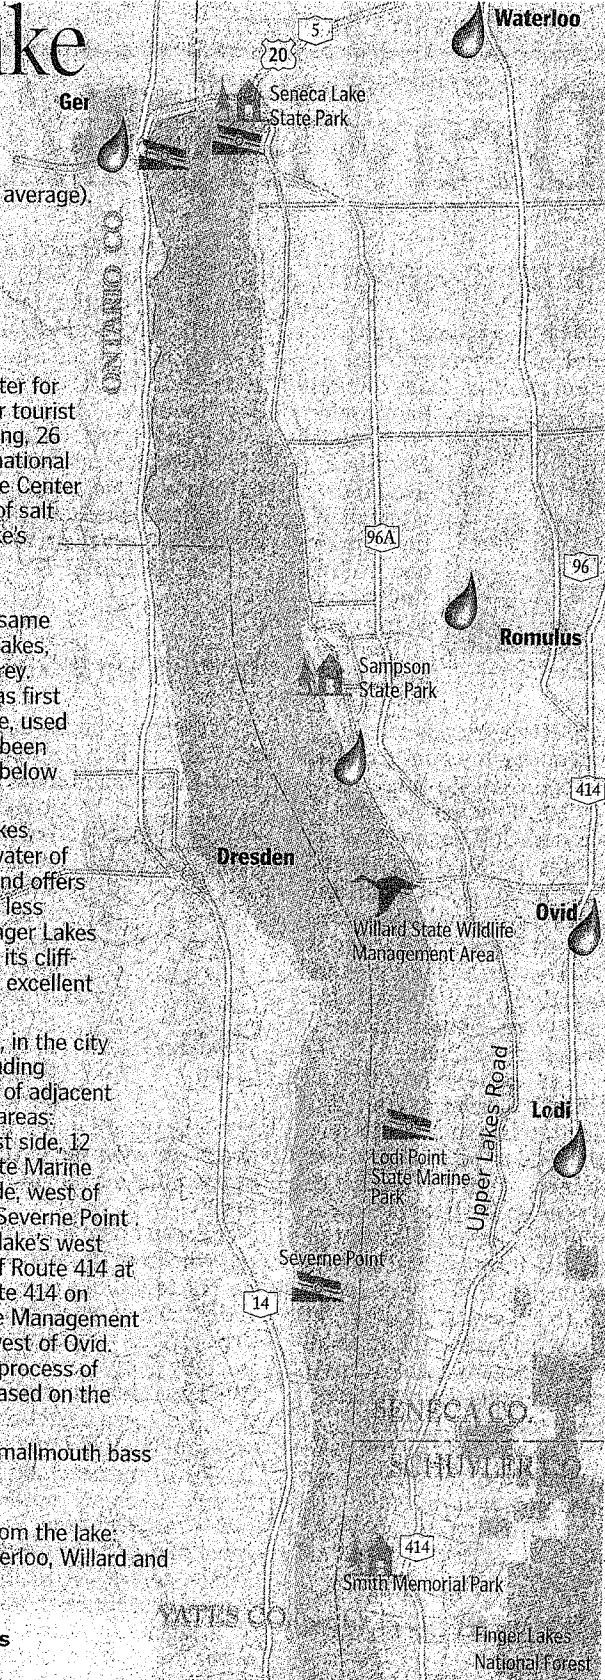 ke
5
20
Waterloo
Seneca Lake
State Park
Ger
average).
ONTARIO CO.
ter for
r tourist
ng, 26
national
e Center
of salt
ke's
96A
96
same
akes,
rey.
as first
e, used
been
below
Romulus
Sampson
State Park
414
kes,
vater of
nd offers
less
nger Lakes
its cliff-
excellent
Dresden
Willard State Wildlife
Management Area
Ovid
, in the city
nding
of adjacent
areas:
st side, 12
te Marine
de, west of
Severne Point
lake's west
f Route 414 at
te 414 on
e Management
vest of Ovid.
process of
ased on the
Lodi
Upper Lakes Road
Lodi Point
State Marine
Park
Severne Point
14
SENECA CO.
SCHUYLER CO.
mallmouth bass
om the lake:
erloo, Willard and
414
Smith Memorial Park
YATES CO.
s
Finger Lakes
National Forest